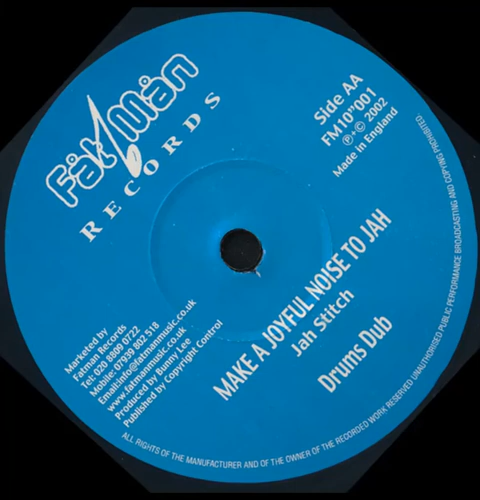 Fatman
RECORDS
Side AA
FM10"001
℗+© 2002
Made in England
MAKE A JOYFUL NOISE TO JAH
Jah Stitch
Drums Dub
Marketed by
Fatman Records
Tel: 020 8809 0722
Mobile: 07939 802 518
Email:info@fatmanmusic.co.uk
www.fatmanmusic.co.uk
Produced by Bunny Lee
Published by Copyright Control
ALL RIGHTS OF THE MANUFACTURER AND OF THE OWNER OF THE RECORDED WORK RESERVED UNAUTHORISED PUBLIC PERFORMANCE BROADCASTING AND COPYING PROHIBITED.